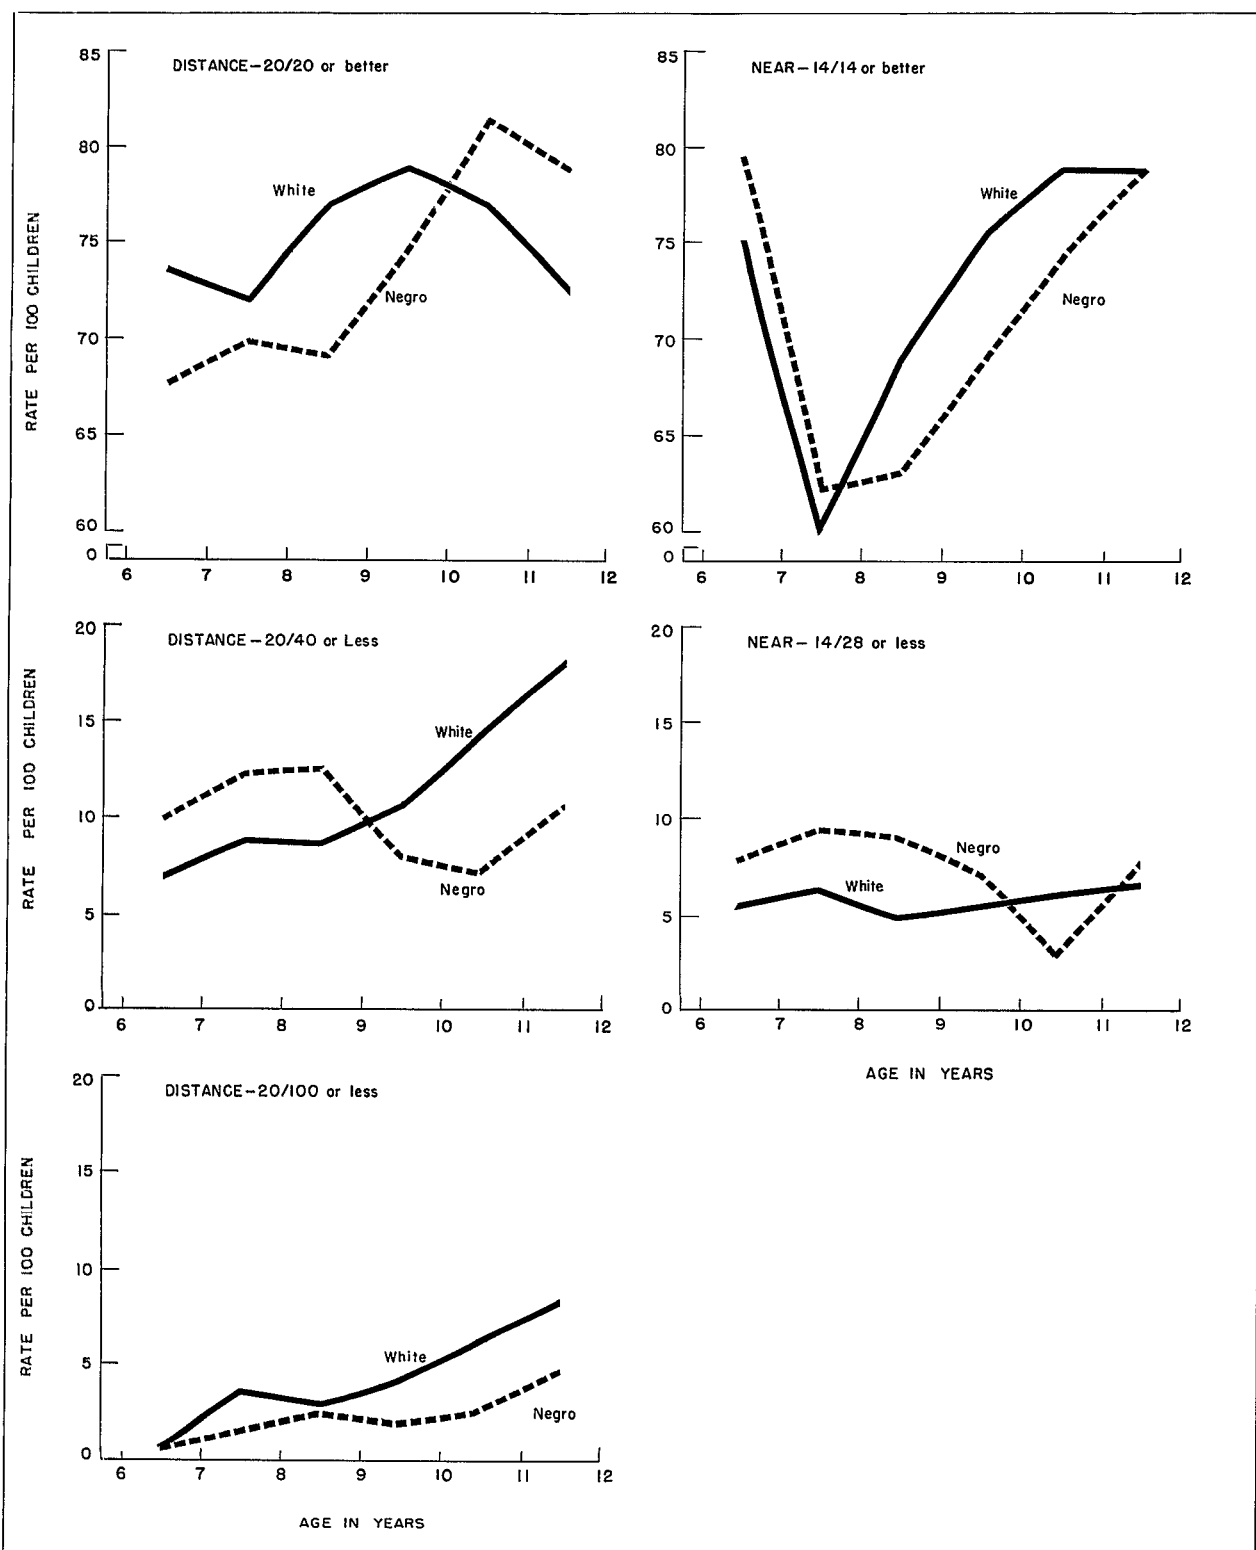 DISTANCE-20/20 or better
85
80
75
70
65
60
0
RATE PER 100 CHILDREN
White
Negro
6 7 8 9 10 11 12
NEAR-14/14 or better
85
80
75
70
65
60
0
White
Negro
6 7 8 9 10 11 12
DISTANCE-20/40 or Less
20
15
10
5
0
RATE PER 100 CHILDREN
White
Negro
6 7 8 9 10 11 12
NEAR-14/28 or less
20
15
10
5
0
Negro
White
6 7 8 9 10 11 12
AGE IN YEARS
DISTANCE-20/100 or less
20
15
10
5
0
RATE PER 100 CHILDREN
White
Negro
6 7 8 9 10 11 12
AGE IN YEARS